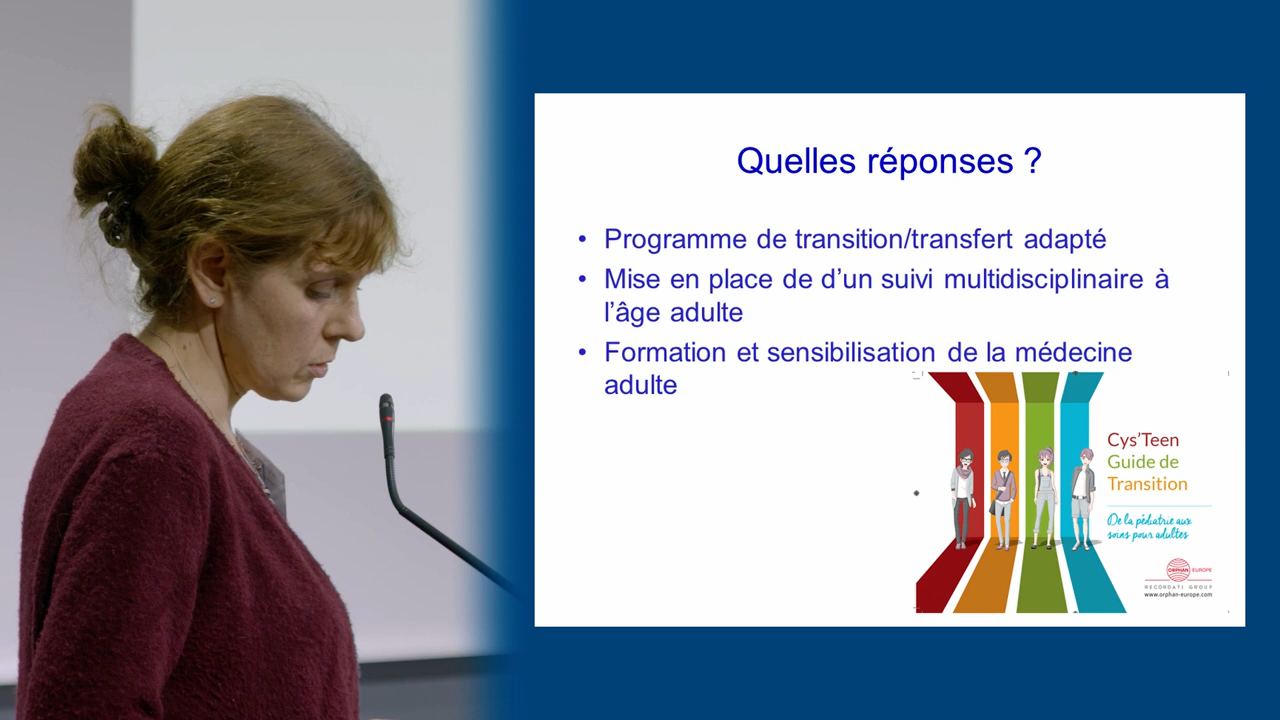 Quelles réponses ?
• Programme de transition/transfert adapté
• Mise en place de d’un suivi multidisciplinaire à
l’âge adulte
• Formation et sensibilisation de la médecine
adulte
Cys’Teen
Guide de
Transition
De la pédiatrie aux
soins pour adultes
ORPHAN EUROPE
RECORDATI GROUP
www.orphan-europe.com